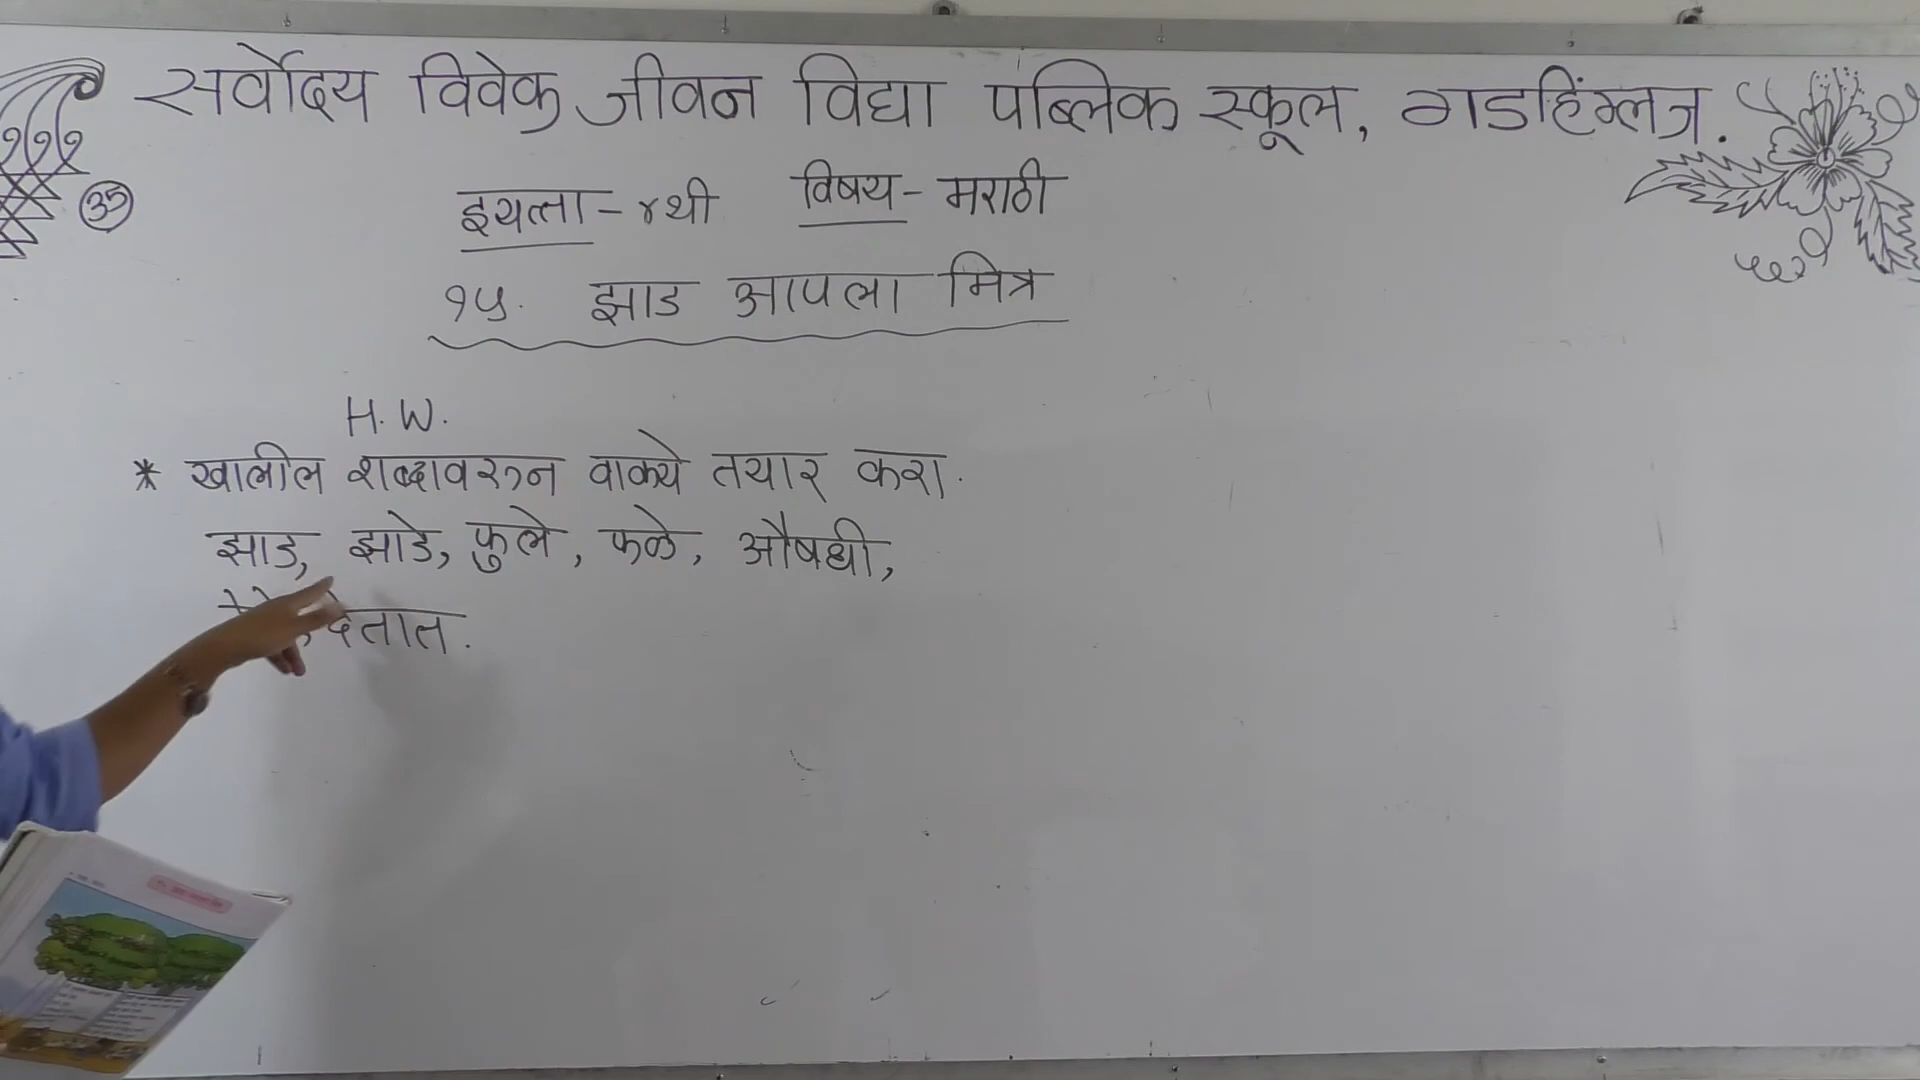 सर्वोदय विवेक जीवन विद्या पब्लिक स्कूल, गडहिंग्लज.
ॐ
इयत्ता - ४थी विषय - मराठी
१५. झाड आपला मित्र
H.W.
* खालील शब्दावरून वाक्ये तयार करा.
झाड, झाडे, फुले, फळे, औषधी,
देतात.